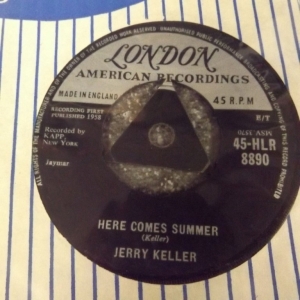 LONDON
AMERICAN RECORDINGS
MADE IN ENGLAND
45 R.P.M
RECORDING FIRST
PUBLISHED 1958
Recorded by
KAPP,
New York
Jaymar
45-HLR
8890
HERE COMES SUMMER
(Keller)
JERRY KELLER